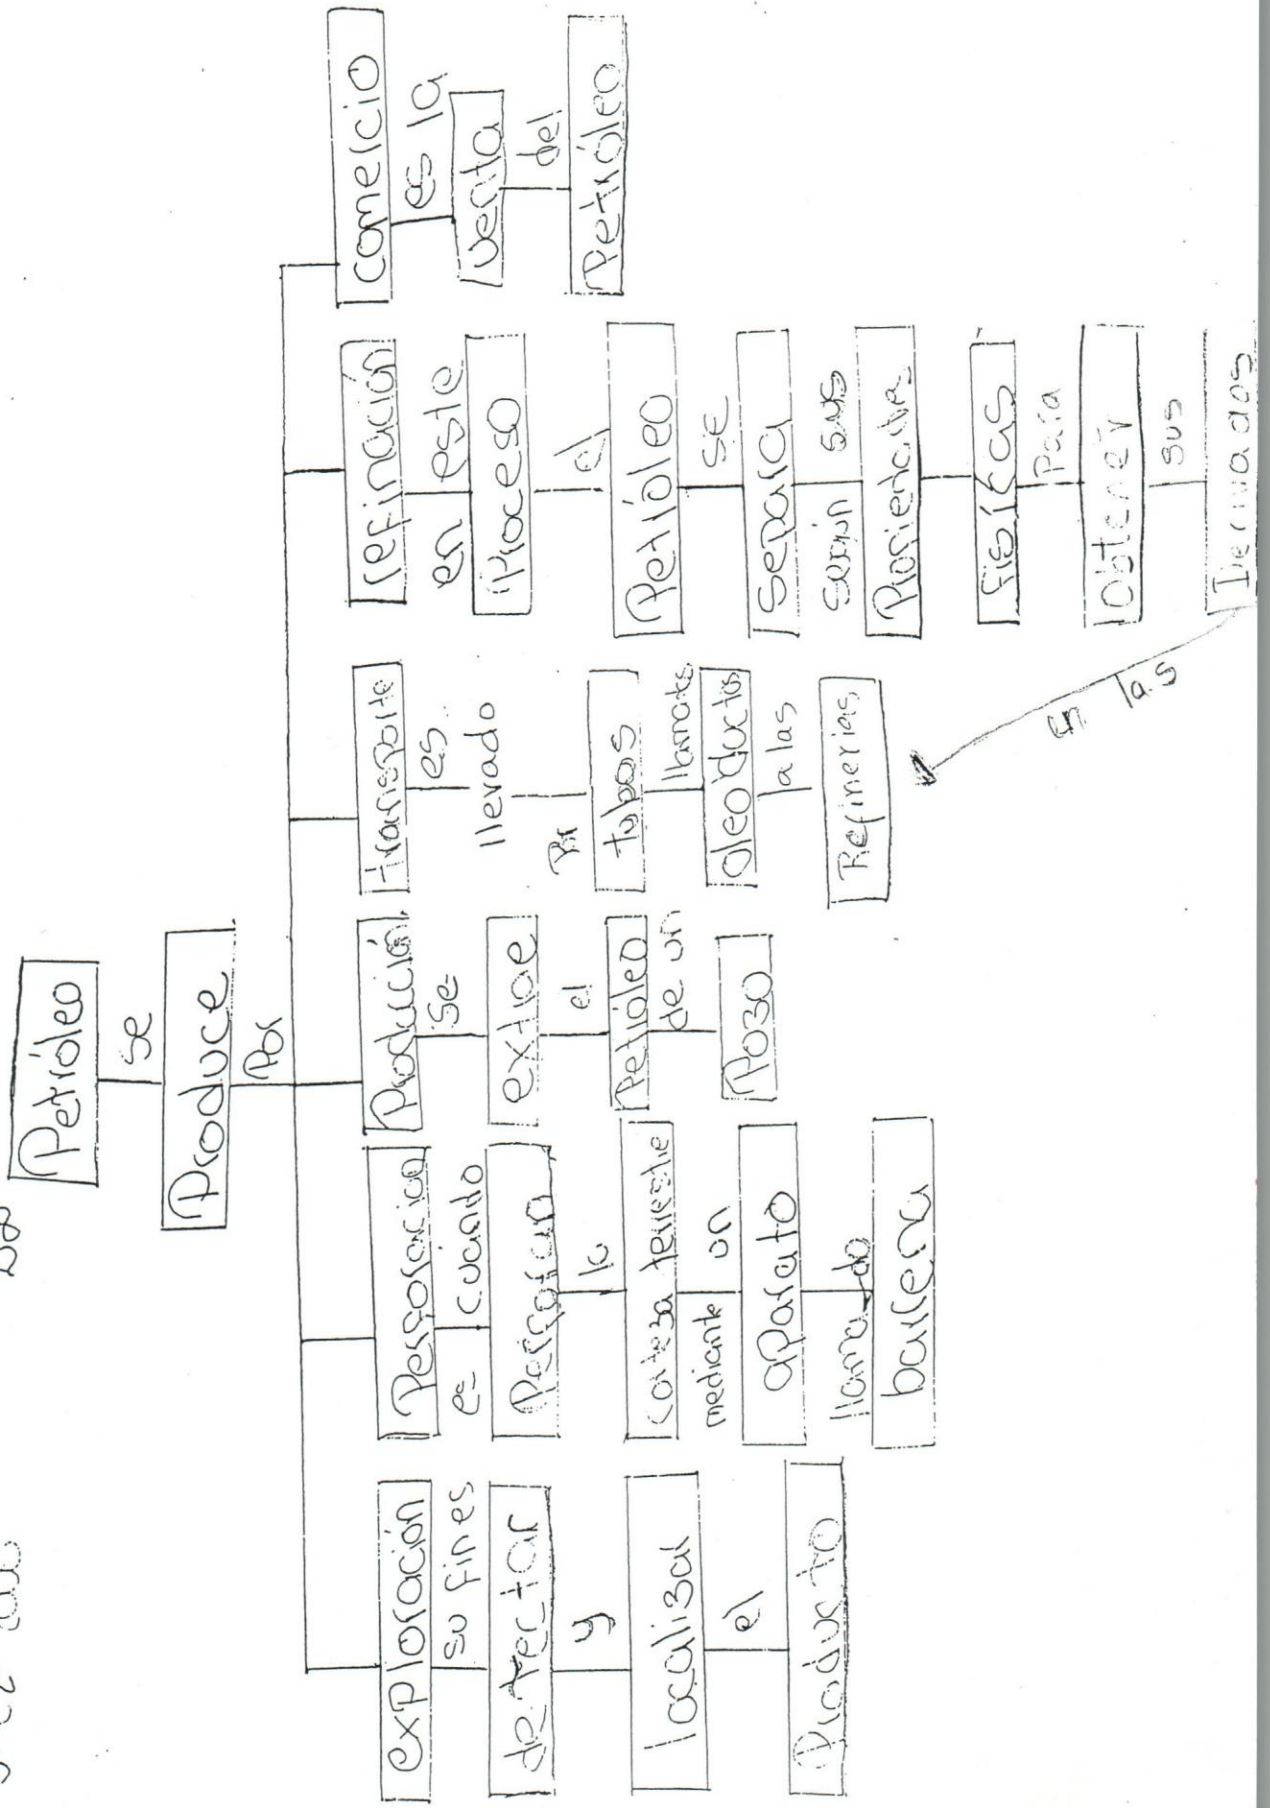 Petróleo
se
Produce
Por
exploración
su fines
detectar
y
localizar
el
Producto
Perforacion
es cuando
Perforan
la
corteza terrestre
mediante un
aparato
llamado
barrena
Producción
se
extrae
el
Petróleo
de un
Pozo
transporte
es
llevado
Por
tubos
llamados
oleoductos
a las
Refinerias
refinación
en este
Proceso
el
Petróleo
se
separa
según sus
Propiedades
físicas
Para
obtener
sus
Derivados
en las
comercio
es la
venta
del
Petróleo